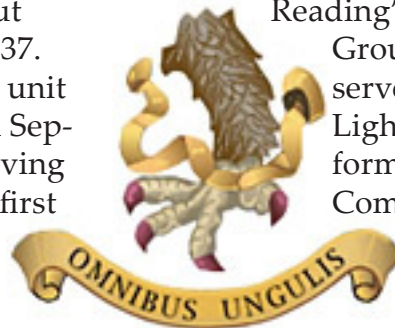 ut
37.
unit
Sep-
ving
first
Reading'
Grou
serve
Ligh
form
Com
OMNIBUS UNGULIS